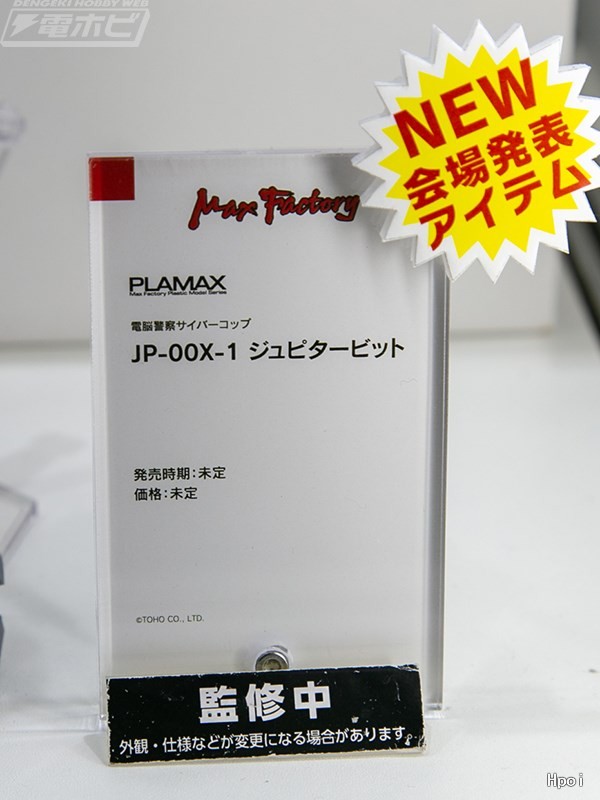 DENGEKI HOBBY WEB
電ホビ
NEW
会場発表
アイテム
Max Factory
PLAMAX
Max Factory Plastic Model Series
電脳警察サイバーコップ
JP-00X-1 ジュピタービット
発売時期：未定
価格：未定
©TOHO CO., LTD.
監修中
外観・仕様などが変更になる場合があります。
Hpoi